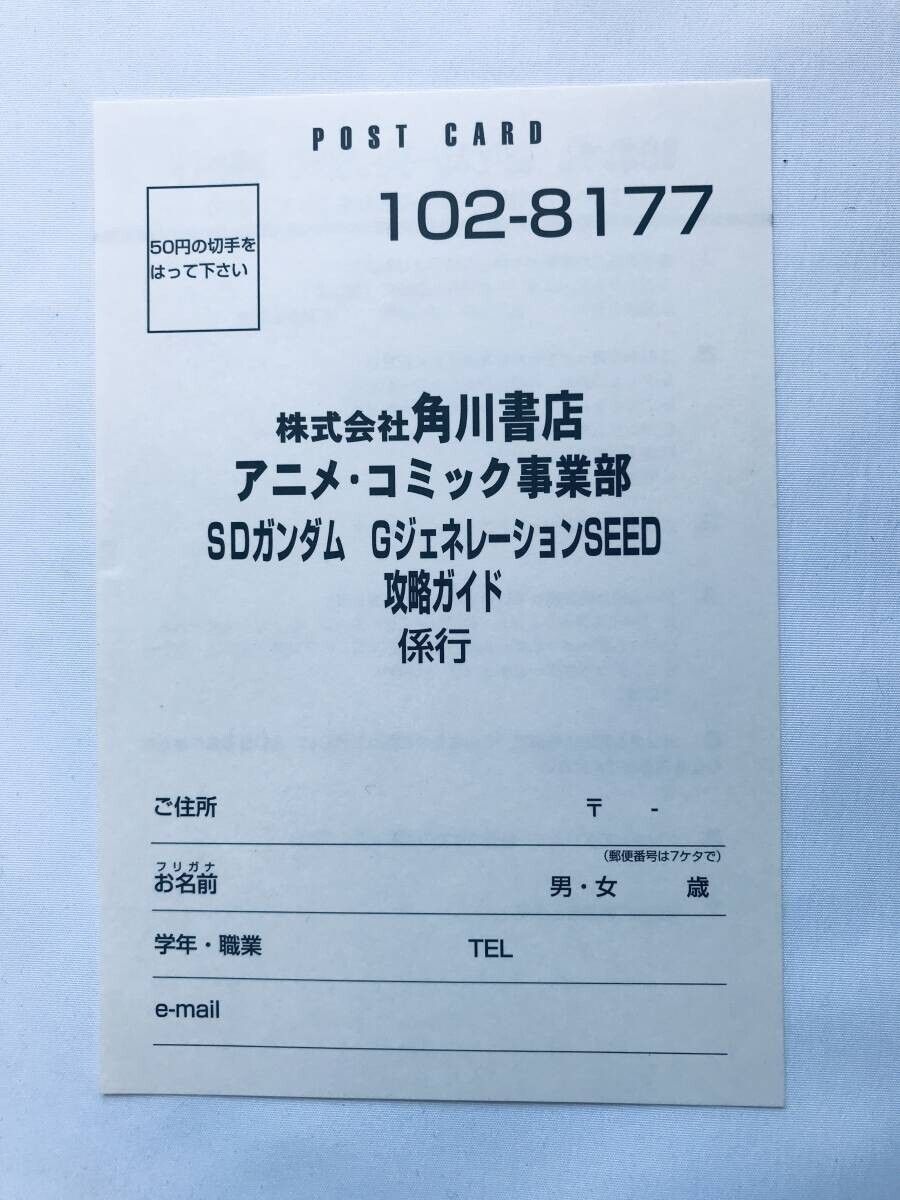 POST CARD
50円の切手を
はって下さい
102-8177
株式会社角川書店
アニメ・コミック事業部
SDガンダム　GジェネレーションSEED
攻略ガイド
係行
ご住所　〒　-
(郵便番号は7ケタで)
フリガナ
お名前　男・女　歳
学年・職業　TEL
e-mail